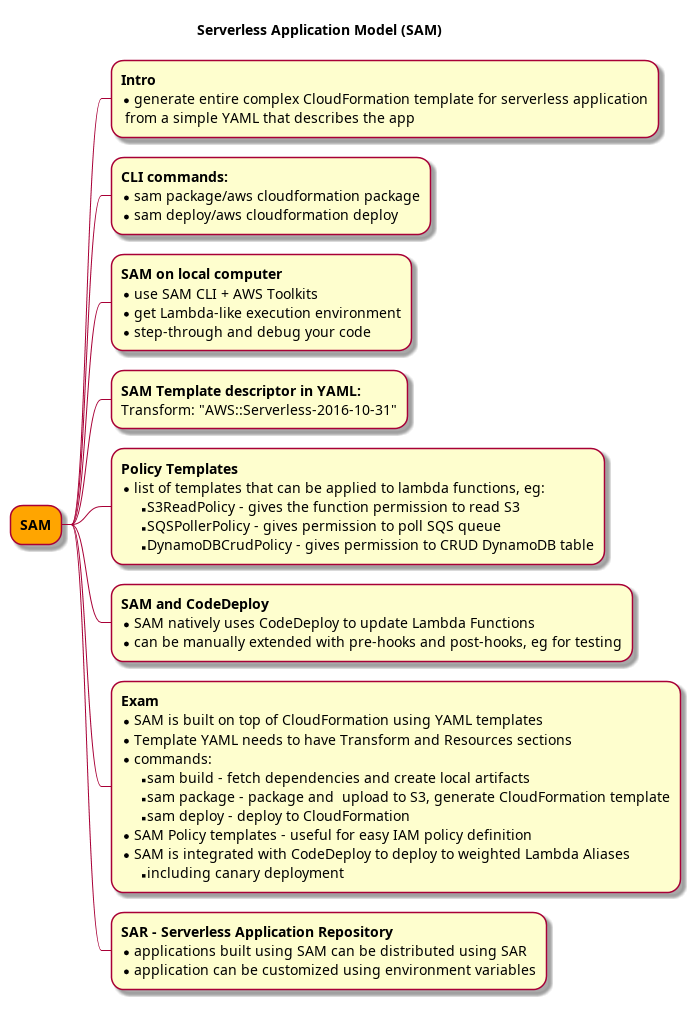 Serverless Application Model (SAM)
Intro
• generate entire complex CloudFormation template for serverless application
from a simple YAML that describes the app
CLI commands:
• sam package/aws cloudformation package
• sam deploy/aws cloudformation deploy
SAM on local computer
• use SAM CLI + AWS Toolkits
• get Lambda-like execution environment
• step-through and debug your code
SAM Template descriptor in YAML:
Transform: "AWS::Serverless-2016-10-31"
SAM
Policy Templates
• list of templates that can be applied to lambda functions, eg:
▪S3ReadPolicy - gives the function permission to read S3
▪SQSPollerPolicy - gives permission to poll SQS queue
▪DynamoDBCrudPolicy - gives permission to CRUD DynamoDB table
SAM and CodeDeploy
• SAM natively uses CodeDeploy to update Lambda Functions
• can be manually extended with pre-hooks and post-hooks, eg for testing
Exam
• SAM is built on top of CloudFormation using YAML templates
• Template YAML needs to have Transform and Resources sections
• commands:
▪sam build - fetch dependencies and create local artifacts
▪sam package - package and  upload to S3, generate CloudFormation template
▪sam deploy - deploy to CloudFormation
• SAM Policy templates - useful for easy IAM policy definition
• SAM is integrated with CodeDeploy to deploy to weighted Lambda Aliases
▪including canary deployment
SAR - Serverless Application Repository
• applications built using SAM can be distributed using SAR
• application can be customized using environment variables